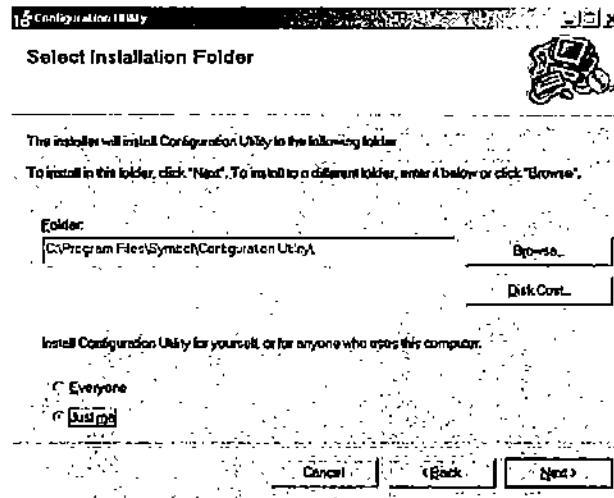 Configuration Utility
Select Installation Folder
The installer will install Configuration Utility to the following folder.
To install in this folder, click "Next". To install to a different folder, enter it below or click "Browse".
Folder:
C:\Program Files\Symbol\Configuration Utility\
Browse...
Disk Cost...
Install Configuration Utility for yourself, or for anyone who uses this computer.
Everyone
Just me
Cancel
< Back
Next >